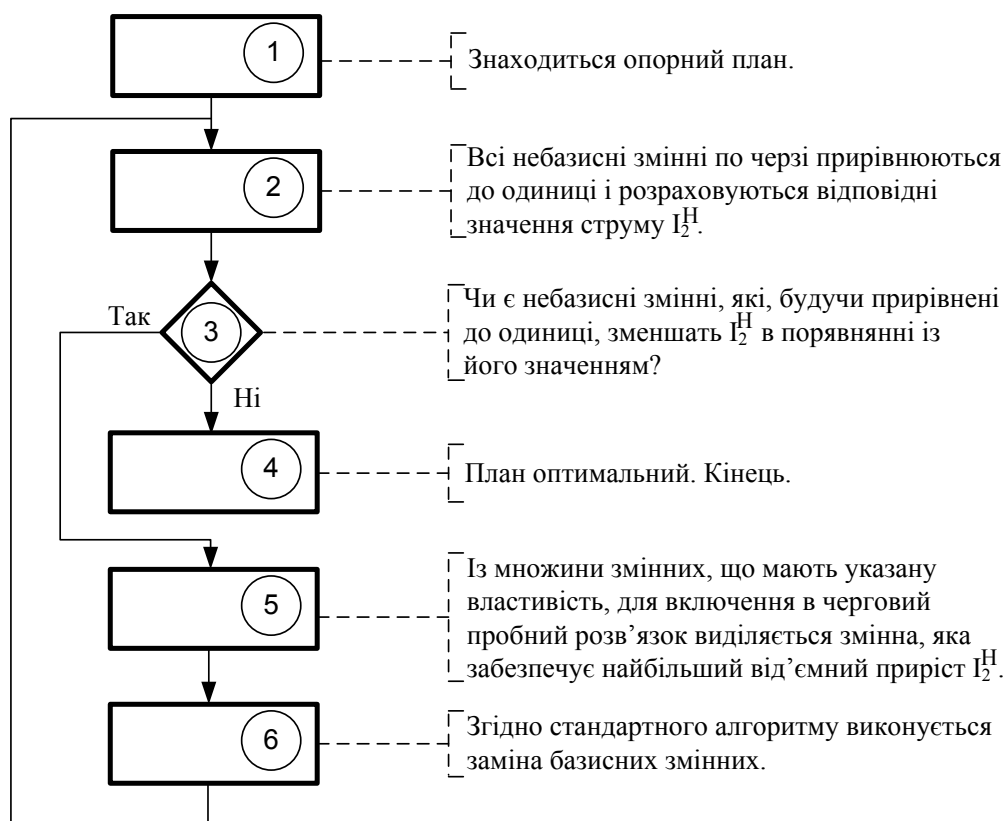 1
Знаходиться опорний план.
2
Всі небазисні змінні по черзі прирівнюються
до одиниці і розраховуються відповідні
значення струму I₂ᴴ.
Так
3
Чи є небазисні змінні, які, будучи прирівнені
до одиниці, зменшать I₂ᴴ в порявнянні із
його значенням?
Ні
4
План оптимальний. Кінець.
5
Із множини змінних, що мають указану
властивість, для включення в черговий
пробний розв’язок виділяється змінна, яка
забезпечує найбільший від’ємний приріст I₂ᴴ.
6
Згідно стандартного алгоритму виконується
заміна базисних змінних.